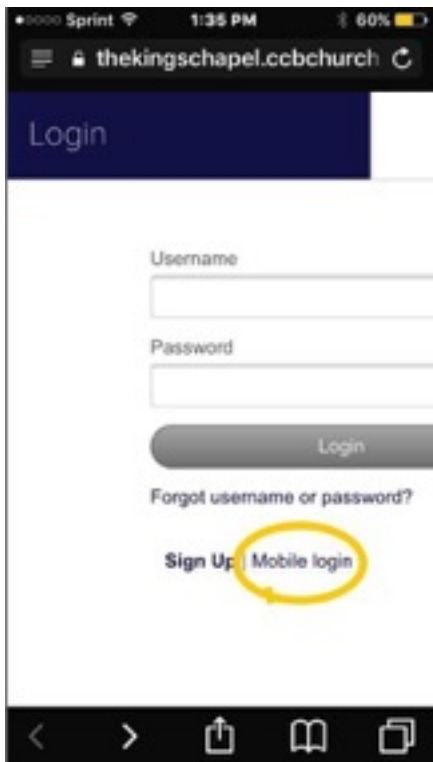 Sprint 1:35 PM 60%
thekingschapel.ccbchurch
Login
Username
Password
Login
Forgot username or password?
Sign Up | Mobile login